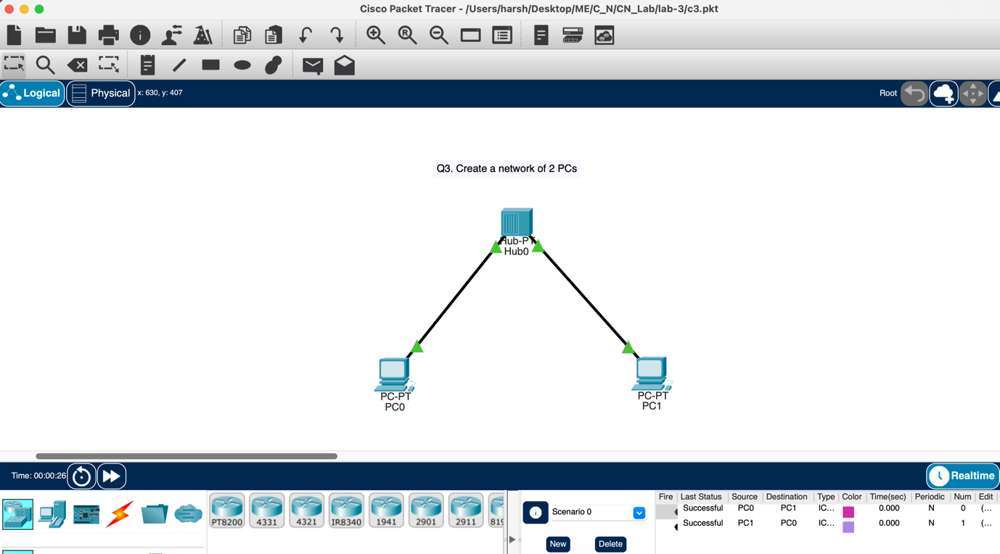 Cisco Packet Tracer - /Users/harsh/Desktop/ME/C_N/CN_Lab/lab-3/c3.pkt
R
Logical Physical x: 630, y: 407 Root
Q3. Create a network of 2 PCs
Hub-PT
Hub0
PC-PT
PC0
PC-PT
PC1
Time: 00:00:26 Realtime
PT8200 4331 4321 IR8340 1941 2901 2911 819
Scenario 0
New Delete
Fire Last Status Source Destination Type Color Time(sec) Periodic Num Edit
Successful PC0 PC1 IC... 0.000 N 0 (...
Successful PC1 PC0 IC... 0.000 N 1 (...